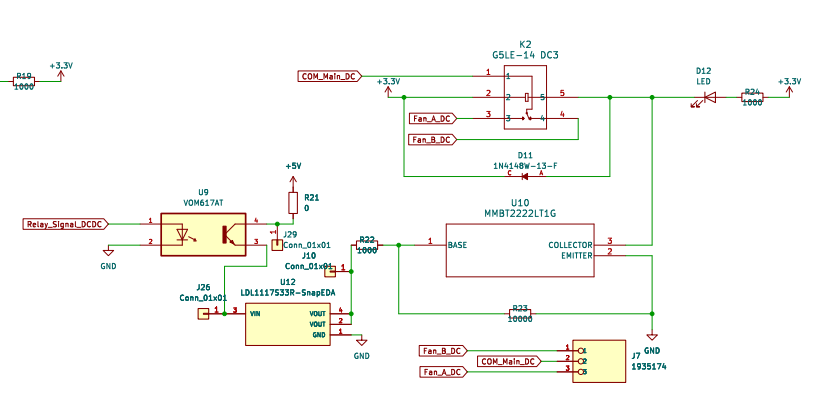 R19
1000
+3.3V
K2
G5LE-14 DC3
COM_Main_DC
1
1
+3.3V
2
2
5
5
Fan_A_DC
3
3
4
4
Fan_B_DC
D12
LED
R24
1000
+3.3V
D11
1N4148W-13-F
C
A
+5V
R21
0
U9
VOM617AT
Relay_Signal_DCDC
1
2
4
3
GND
1
J29
Conn_01x01
J10
Conn_01x01
1
R22
1000
U10
MMBT2222LT1G
1
BASE
COLLECTOR
3
EMITTER
2
J26
Conn_01x01
1
U12
LDL1117S33R-SnapEDA
3
VIN
VOUT
4
VOUT
2
GND
1
GND
R23
10000
GND
Fan_B_DC
1
1
COM_Main_DC
2
2
Fan_A_DC
3
3
J7
1935174